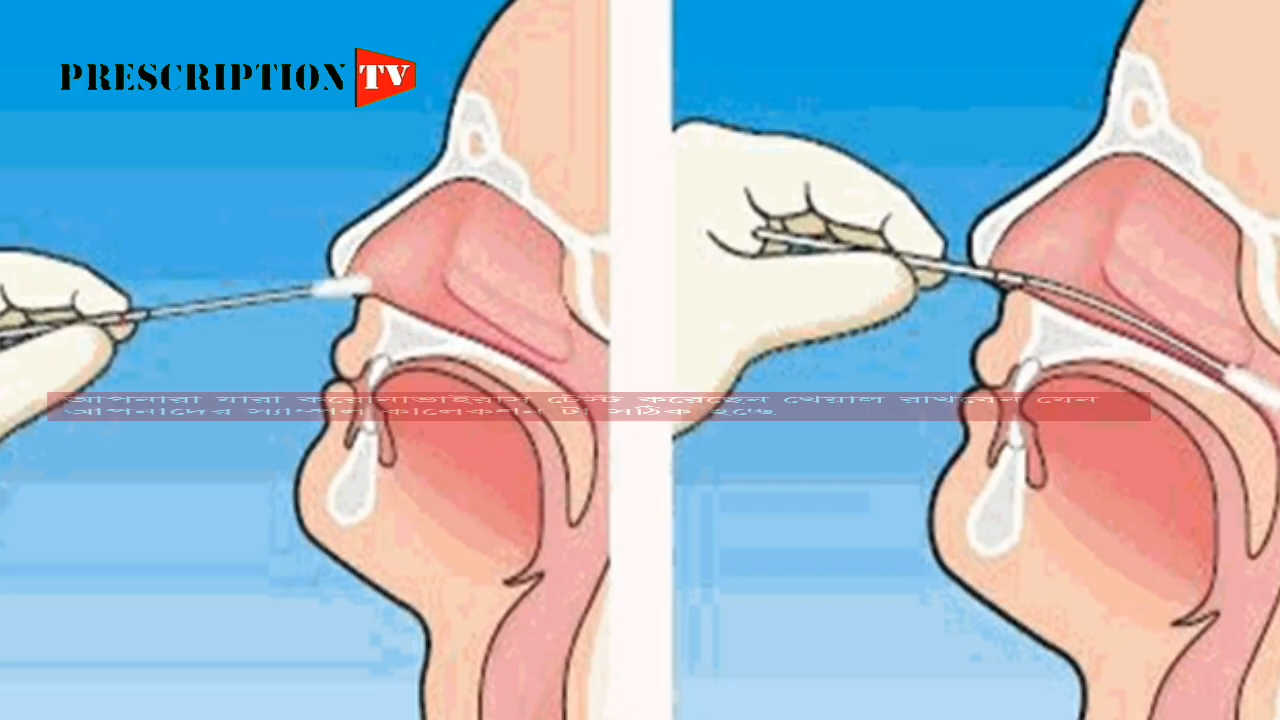 PRESCRIPTION TV
আপনারা যারা করোনাভাইরাস টেস্ট করেছেন খেয়াল রাখবেন যেন
আপনাদের স্যাম্পল কালেকশন টা সঠিক হচ্ছে